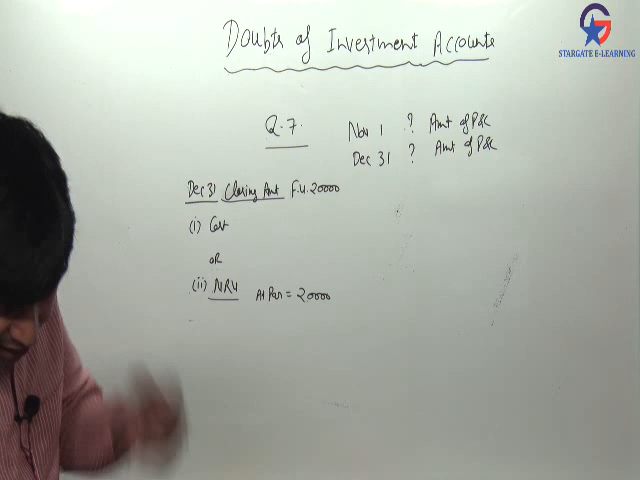 STARGATE E-LEARNING
Doubts of Investment Accounts
Q.7. Nov 1 ? Amt of P&L
Dec 31 ? Amt of P&L
Dec 31 Closing Amt F.V. 20000
(i) Cost
OR
(ii) NRV At Par = 20000